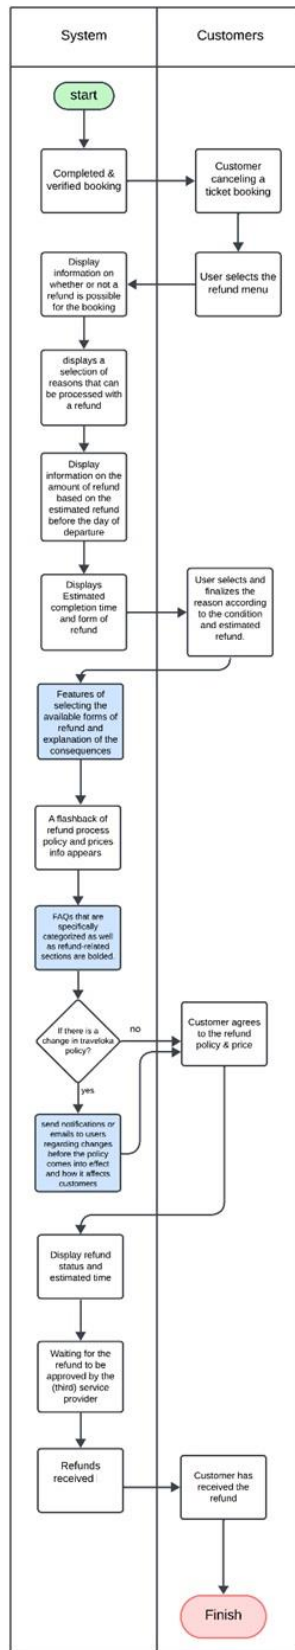 System
Customers
start
Completed &
verified booking
Customer
canceling a
ticket booking
User selects the
refund menu
Display
information on
whether or not a
refund is possible
for the booking
displays a
selection of
reasons that can
be processed with
a refund
Display
information on the
amount of refund
based on the
estimated refund
before the day of
departure
Displays
Estimated
completion time
and form of
refund
User selects and
finalizes the
reason according
to the condition
and estimated
refund.
Features of
selecting the
available forms of
refund and
explanation of the
consequences
A flashback of
refund process
policy and prices
info appears
FAQs that are
specifically
categorized as well
as refund-related
sections are bolded.
If there is a
change in traveloka
policy?
no
yes
Customer agrees
to the refund
policy & price
send notifications or
emails to users
regarding changes
before the policy
comes into effect
and how it affects
customers
Display refund
status and
estimated time
Waiting for the
refund to be
approved by the
(third) service
provider
Refunds
received
Customer has
received the
refund
Finish